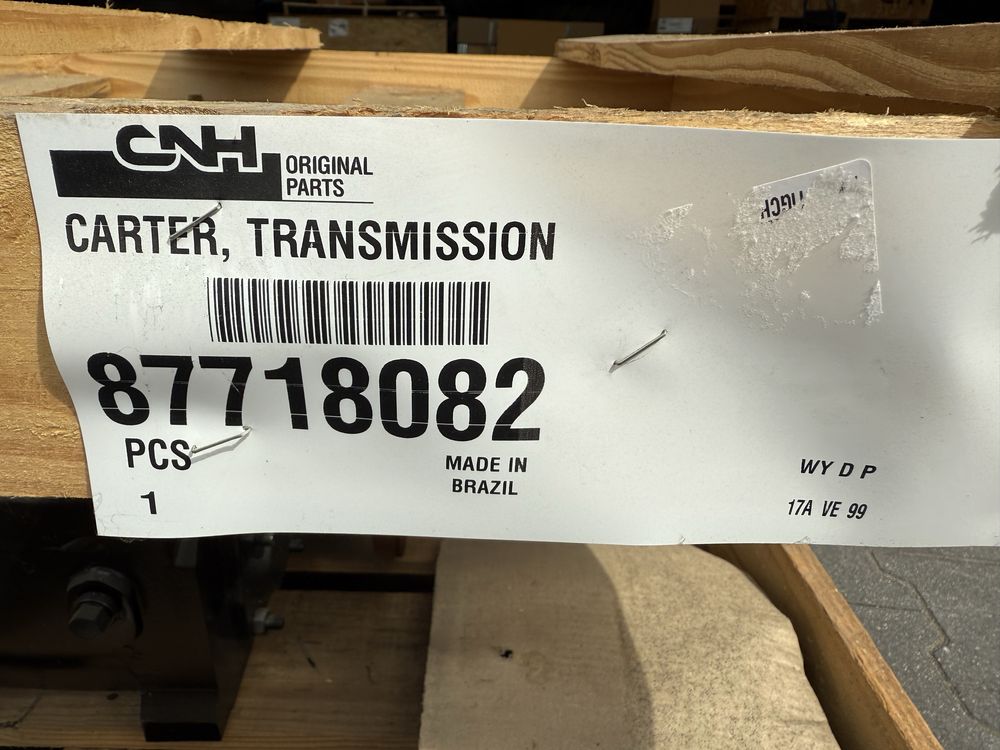 CNH
ORIGINAL
PARTS
CARTER, TRANSMISSION
87718082
PCS
1
MADE IN
BRAZIL
WY D P
17A VE 99